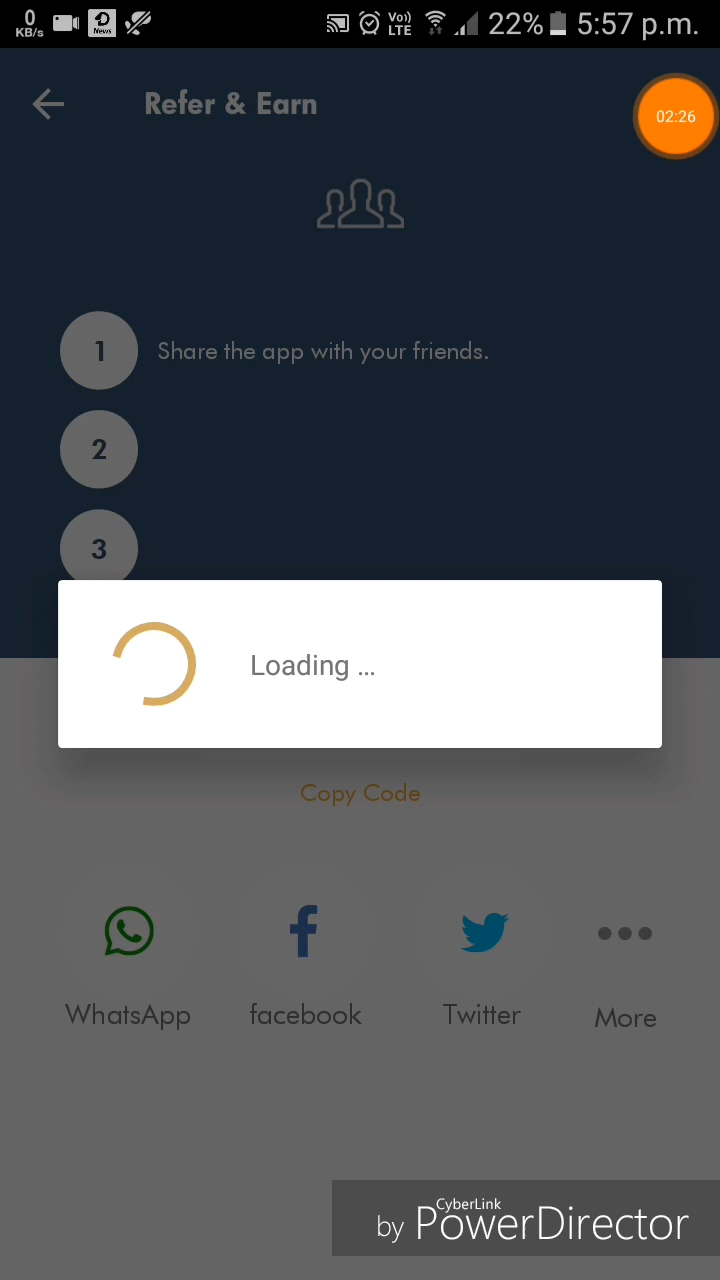 0
KB/s
News
Vo))
LTE
22%
5:57 p.m.
Refer & Earn
02:26
1
Share the app with your friends.
2
3
Loading ...
Copy Code
WhatsApp
facebook
Twitter
More
CyberLink
by PowerDirector